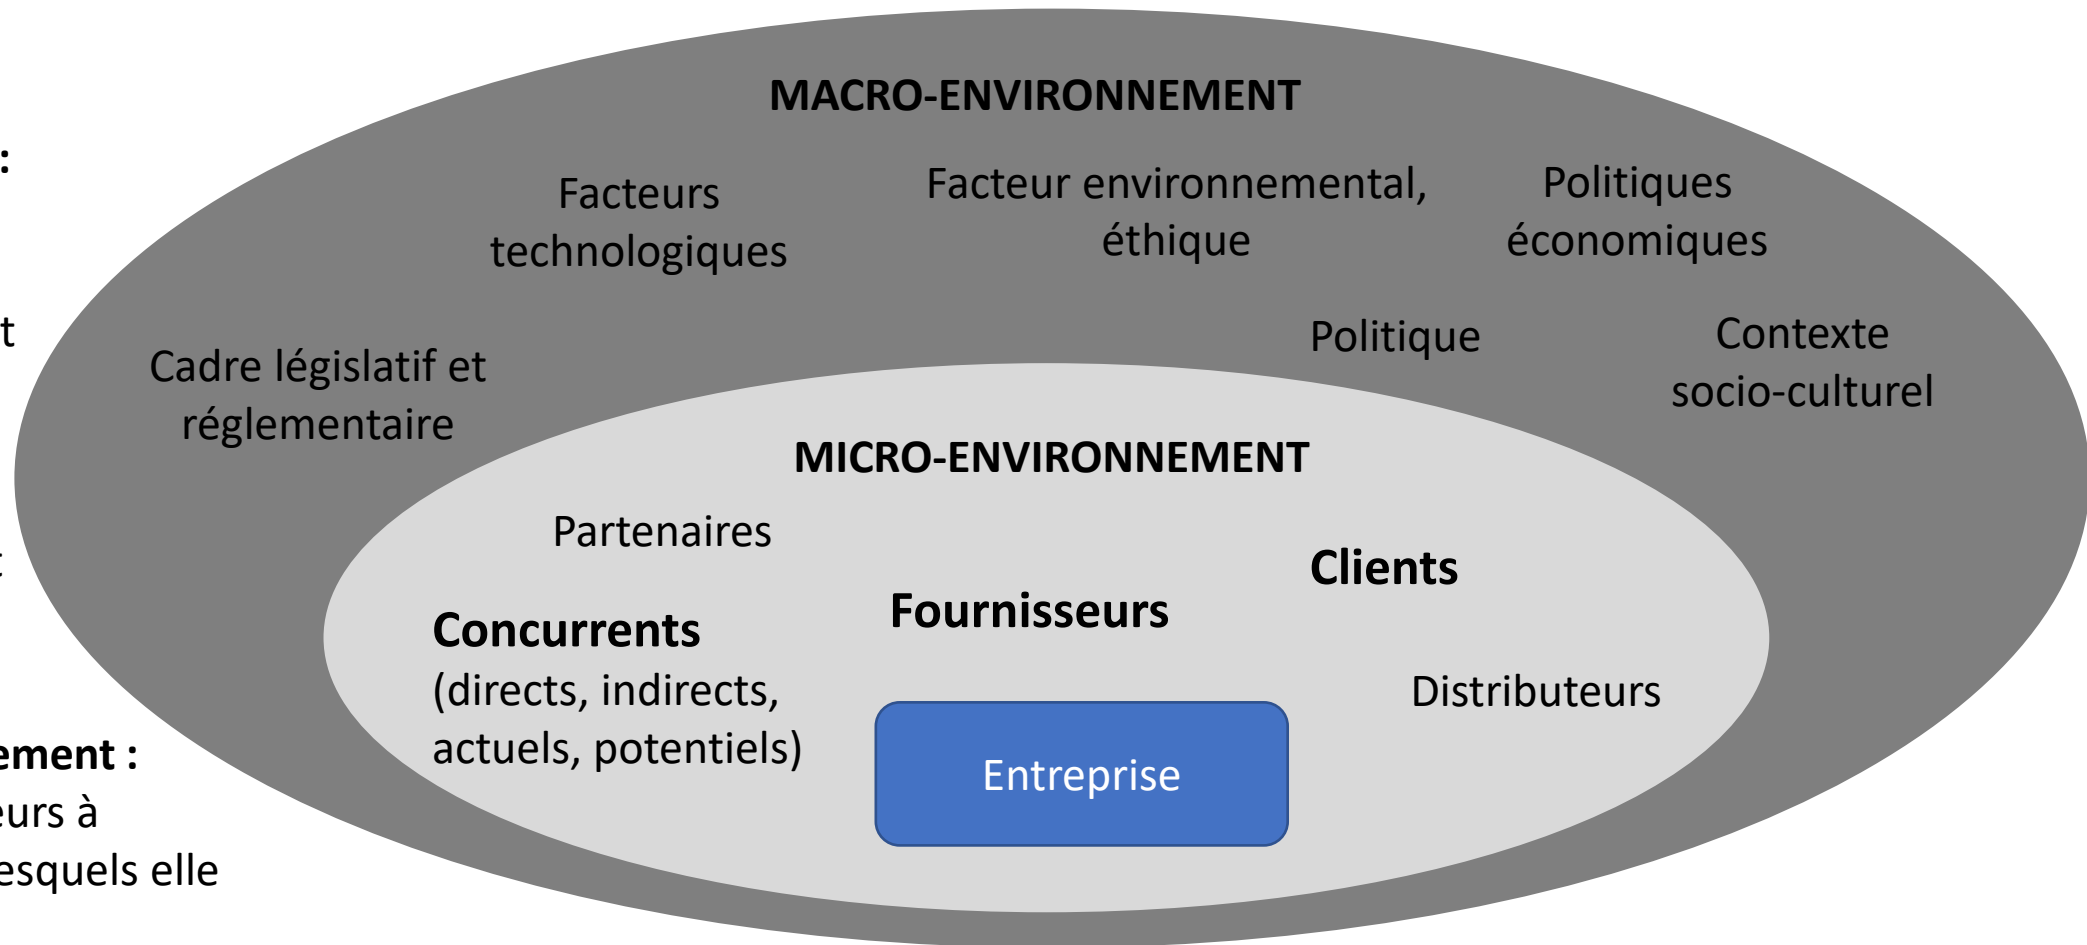 MACRO-ENVIRONNEMENT
:
Facteurs
technologiques
Facteur environnemental,
éthique
Politiques
économiques
t
Cadre législatif et
réglementaire
Politique
Contexte
socio-culturel
MICRO-ENVIRONNEMENT
Partenaires
t
Clients
Fournisseurs
Concurrents
(directs, indirects,
actuels, potentiels)
Distributeurs
Entreprise
ement :
eurs à
esquels elle